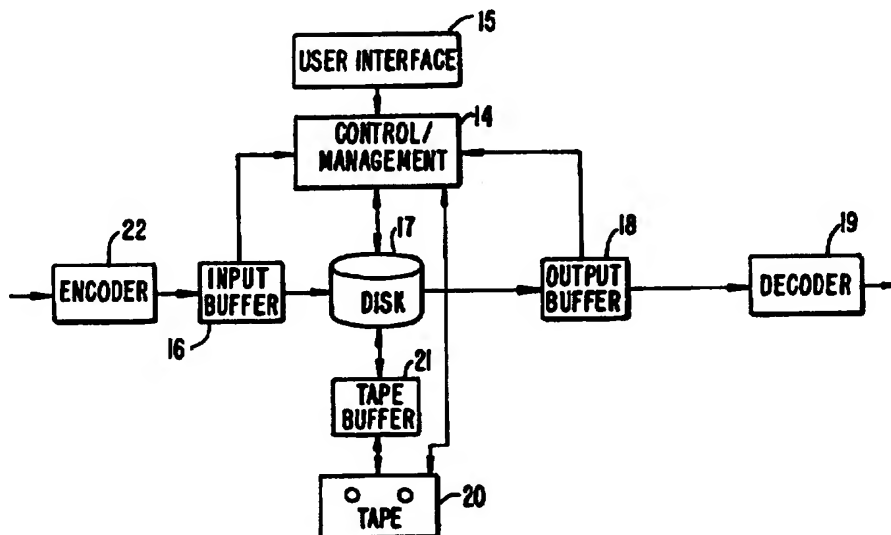 15
USER INTERFACE
14
CONTROL/
MANAGEMENT
22
ENCODER
INPUT
BUFFER
16
17
DISK
18
OUTPUT
BUFFER
19
DECODER
21
TAPE
BUFFER
20
TAPE